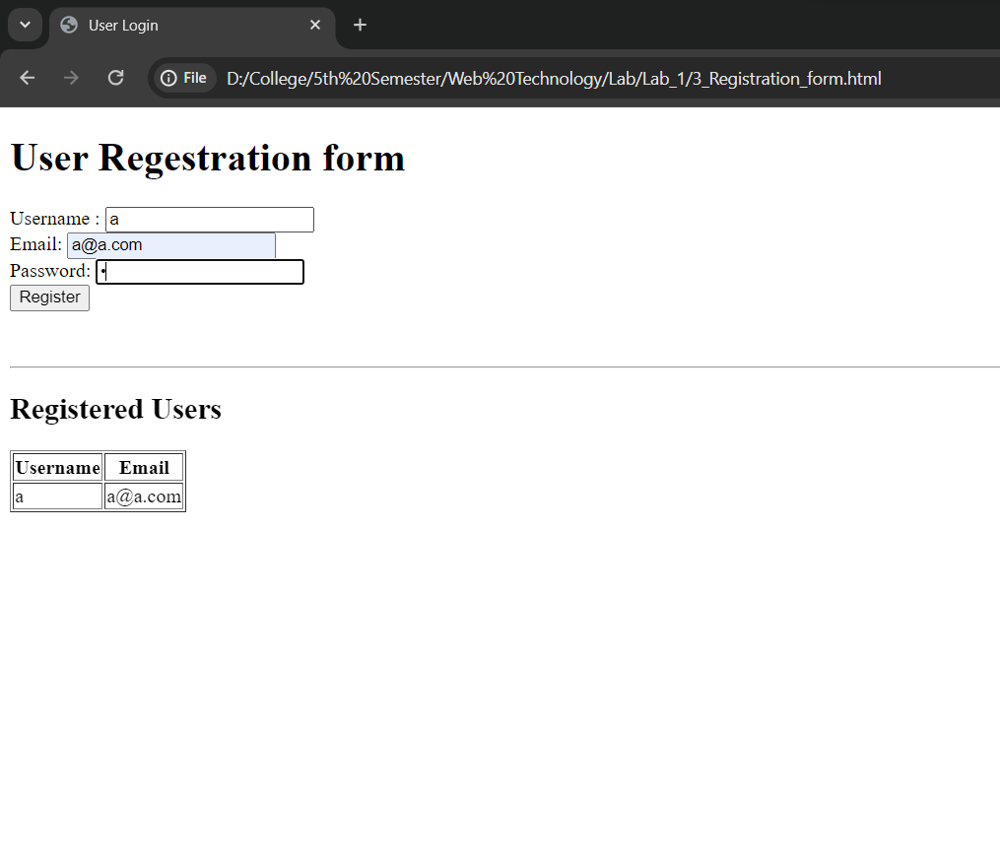 User Login
File D:/College/5th%20Semester/Web%20Technology/Lab/Lab_1/3_Registration_form.html
User Regestration form
Username : a
Email: a@a.com
Password: •
Register
Registered Users
Username Email
a a@a.com